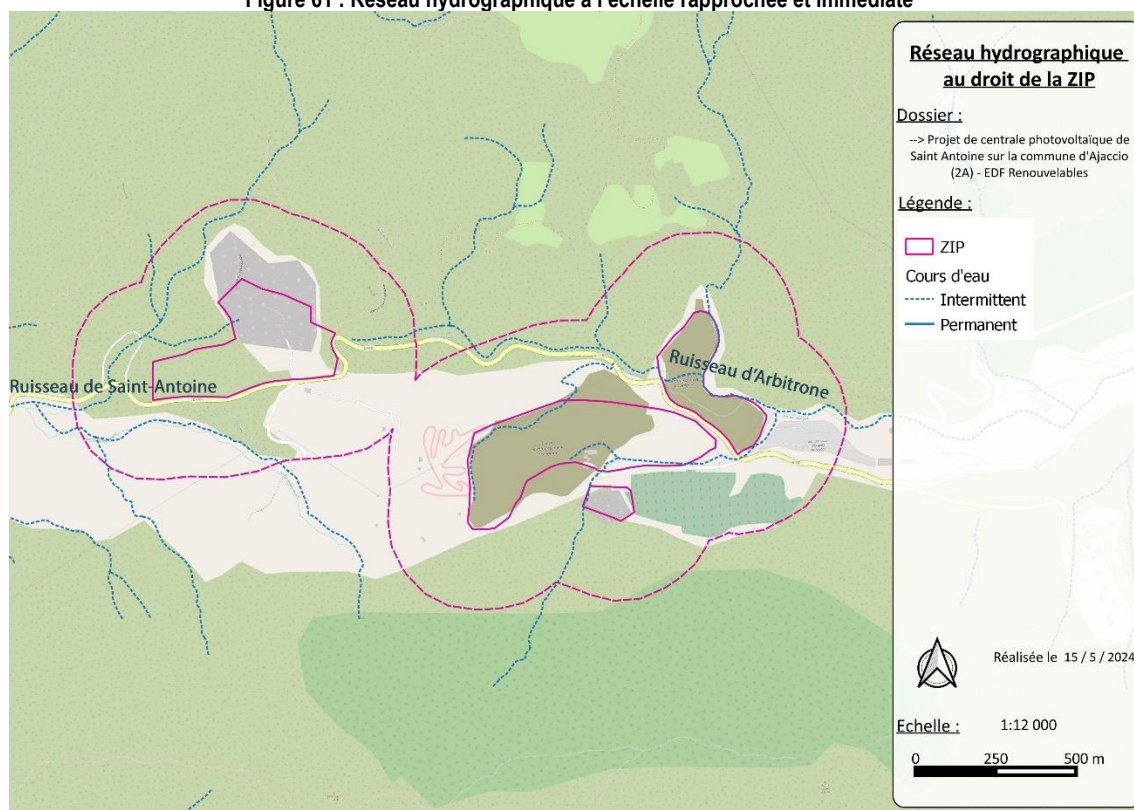 Figure 61 : Réseau hydrographique à l'échelle rapprochée et immédiate
Réseau hydrographique
au droit de la ZIP
Dossier :
--> Projet de centrale photovoltaïque de
Saint Antoine sur la commune d'Ajaccio
(2A) - EDF Renouvelables
Légende :
ZIP
Cours d'eau
Intermittent
Permanent
Ruisseau de Saint-Antoine
Ruisseau d'Arbitrone
Réalisée le 15 / 5 / 2024
Echelle : 1:12 000
0 250 500 m